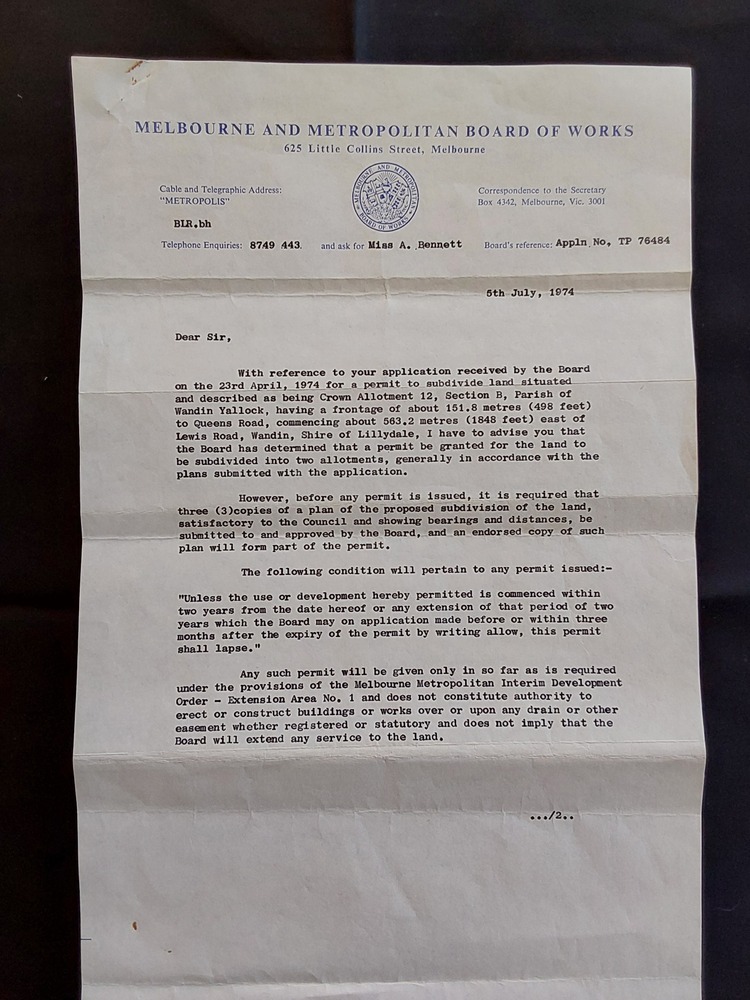 MELBOURNE AND METROPOLITAN BOARD OF WORKS
625 Little Collins Street, Melbourne
Cable and Telegraphic Address:
"METROPOLIS"
MELBOURNE AND METROPOLITAN
BOARD OF WORKS
Correspondence to the Secretary
Box 4342, Melbourne, Vic. 3001
BLR.bh
Telephone Enquiries: 8749 443 and ask for Miss A. Bennett Board's reference: Appln No, TP 76484
5th July, 1974
Dear Sir,
With reference to your application received by the Board
on the 23rd April, 1974 for a permit to subdivide land situated
and described as being Crown Allotment 12, Section B, Parish of
Wandin Yallock, having a frontage of about 151.8 metres (498 feet)
to Queens Road, commencing about 563.2 metres (1848 feet) east of
Lewis Road, Wandin, Shire of Lillydale, I have to advise you that
the Board has determined that a permit be granted for the land to
be subdivided into two allotments, generally in accordance with the
plans submitted with the application.
However, before any permit is issued, it is required that
three (3)copies of a plan of the proposed subdivision of the land,
satisfactory to the Council and showing bearings and distances, be
submitted to and approved by the Board, and an endorsed copy of such
plan will form part of the permit.
The following condition will pertain to any permit issued:-
"Unless the use or development hereby permitted is commenced within
two years from the date hereof or any extension of that period of two
years which the Board may on application made before or within three
months after the expiry of the permit by writing allow, this permit
shall lapse."
Any such permit will be given only in so far as is required
under the provisions of the Melbourne Metropolitan Interim Development
Order - Extension Area No. 1 and does not constitute authority to
erect or construct buildings or works over or upon any drain or other
easement whether registered or statutory and does not imply that the
Board will extend any service to the land.
.../2..